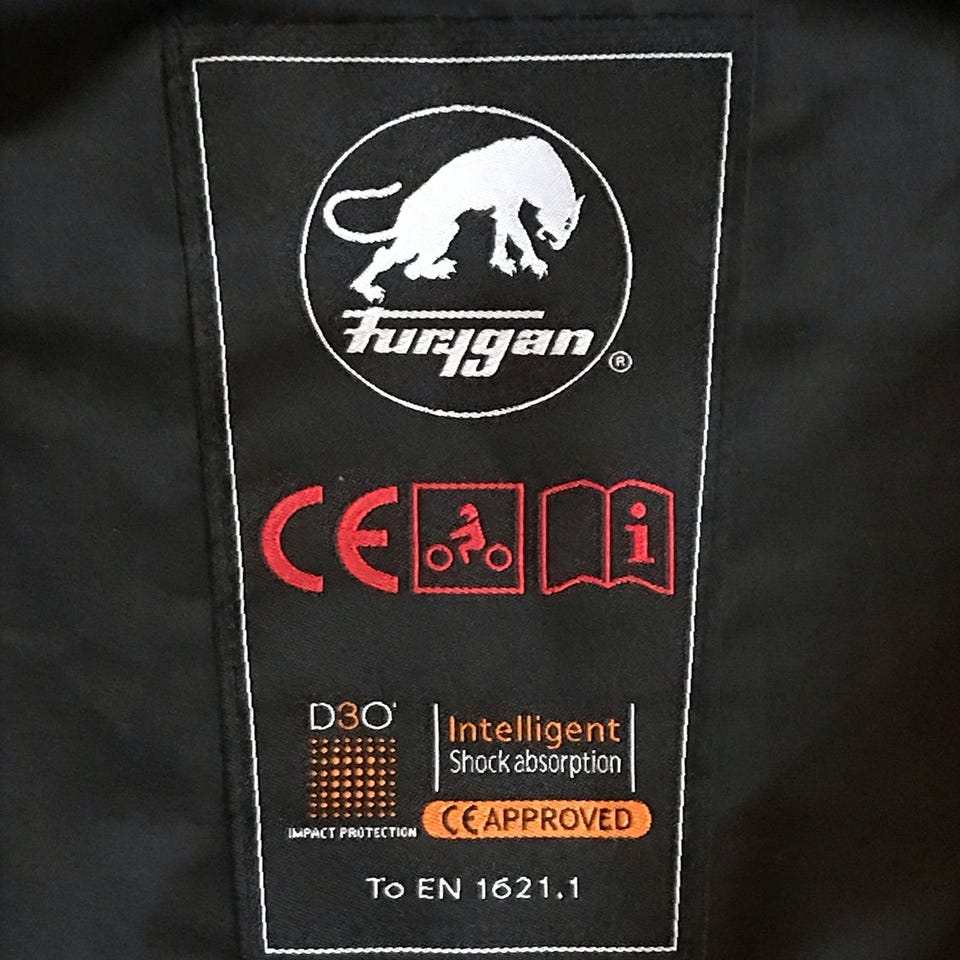 furygan
®
CE
i
D3O
Intelligent
Shock absorption
IMPACT PROTECTION
CE APPROVED
To EN 1621.1